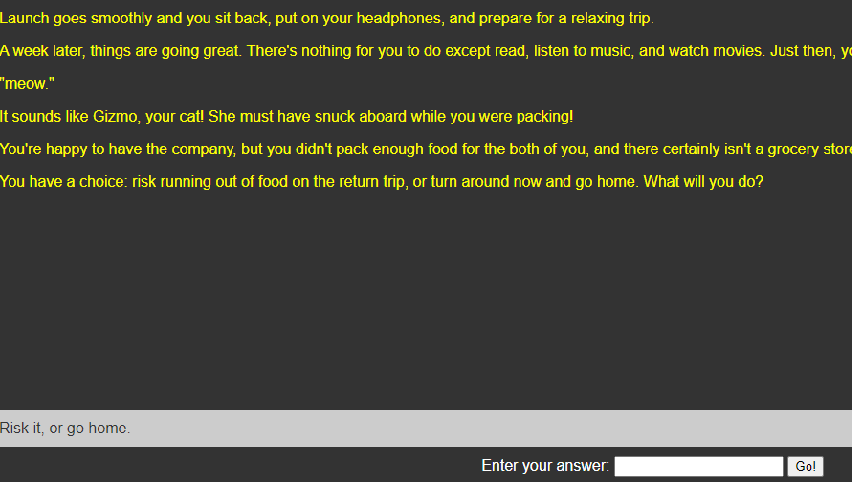 Launch goes smoothly and you sit back, put on your headphones, and prepare for a relaxing trip.
A week later, things are going great. There's nothing for you to do except read, listen to music, and watch movies. Just then,
"meow."
It sounds like Gizmo, your cat! She must have snuck aboard while you were packing!
You're happy to have the company, but you didn't pack enough food for the both of you, and there certainly isn't a grocery store
You have a choice: risk running out of food on the return trip, or turn around now and go home. What will you do?
Risk it, or go home.
Enter your answer: Go!